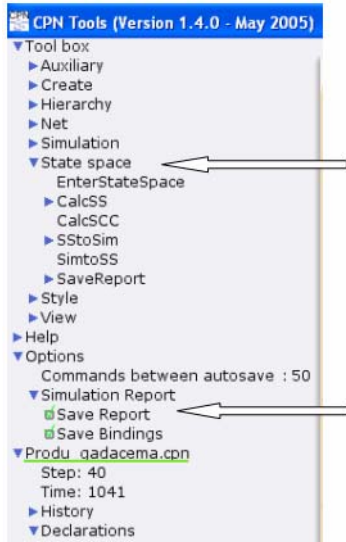 CPN Tools (Version 1.4.0 - May 2005)
Tool box
Auxiliary
Create
Hierarchy
Net
Simulation
State space
EnterStateSpace
CalcSS
CalcSCC
SStoSim
SimtoSS
SaveReport
Style
View
Help
Options
Commands between autosave : 50
Simulation Report
Save Report
Save Bindings
Produ_gadacema.cpn
Step: 40
Time: 1041
History
Declarations